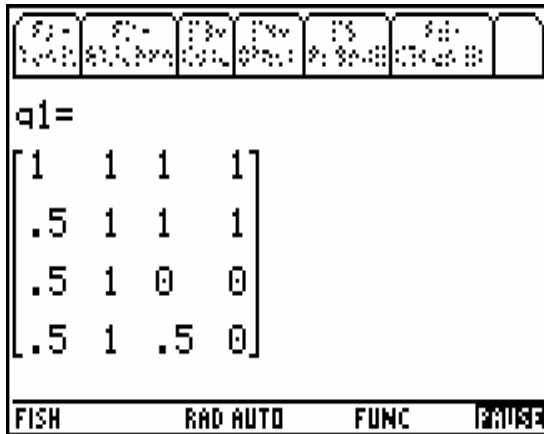 q1=
1 1 1 1
.5 1 1 1
.5 1 0 0
.5 1 .5 0
FISH RAD AUTO FUNC PAUSE